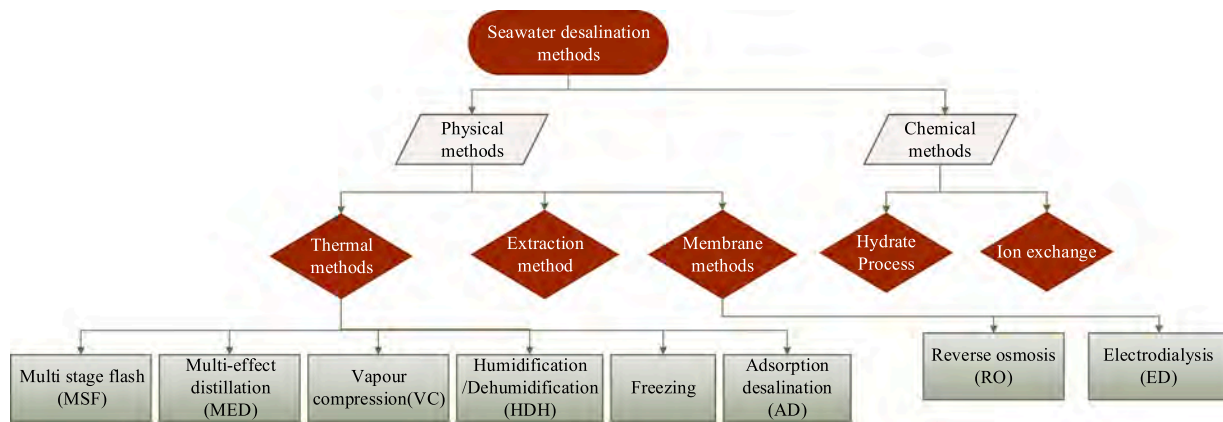 Seawater desalination
methods
Physical
methods
Chemical
methods
Thermal
methods
Extraction
method
Membrane
methods
Hydrate
Process
Ion exchange
Multi stage flash
(MSF)
Multi-effect
distillation
(MED)
Vapour
compression(VC)
Humidification
/Dehumidification
(HDH)
Freezing
Adsorption
desalination
(AD)
Reverse osmosis
(RO)
Electrodialysis
(ED)